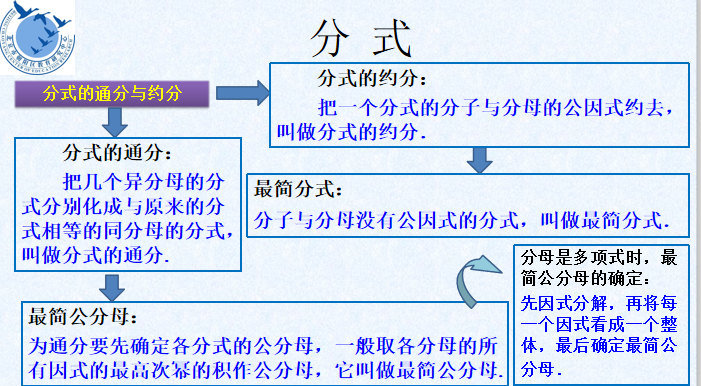 分 式
分式的通分与约分
分式的约分：
把一个分式的分子与分母的公因式约去，
叫做分式的约分．
分式的通分：
把几个异分母的分
式分别化成与原来的分
式相等的同分母的分式，
叫做分式的通分．
最简分式：
分子与分母没有公因式的分式，叫做最简分式．
分母是多项式时，最
简公分母的确定：
先因式分解，再将每
一个因式看成一个整
体，最后确定最简公
分母．
最简公分母：
为通分要先确定各分式的公分母，一般取各分母的所
有因式的最高次幂的积作公分母，它叫做最简公分母．